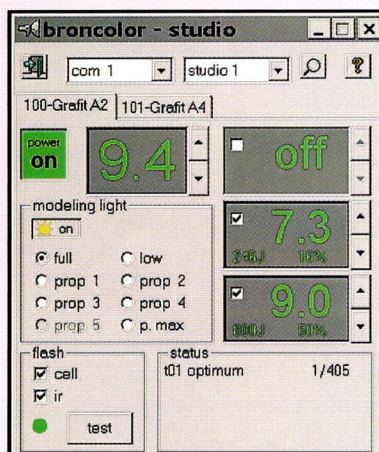 broncolor - studio
com 1 studio 1 ?
100-Grafit A2 101-Grafit A4
power
on
9.4
off
modeling light
on
full low
prop 1 prop 2
prop 3 prop 4
prop 5 p. max
7.3
245J 16%
9.0
800J 50%
flash
cell
ir
test
status
t01 optimum 1/405